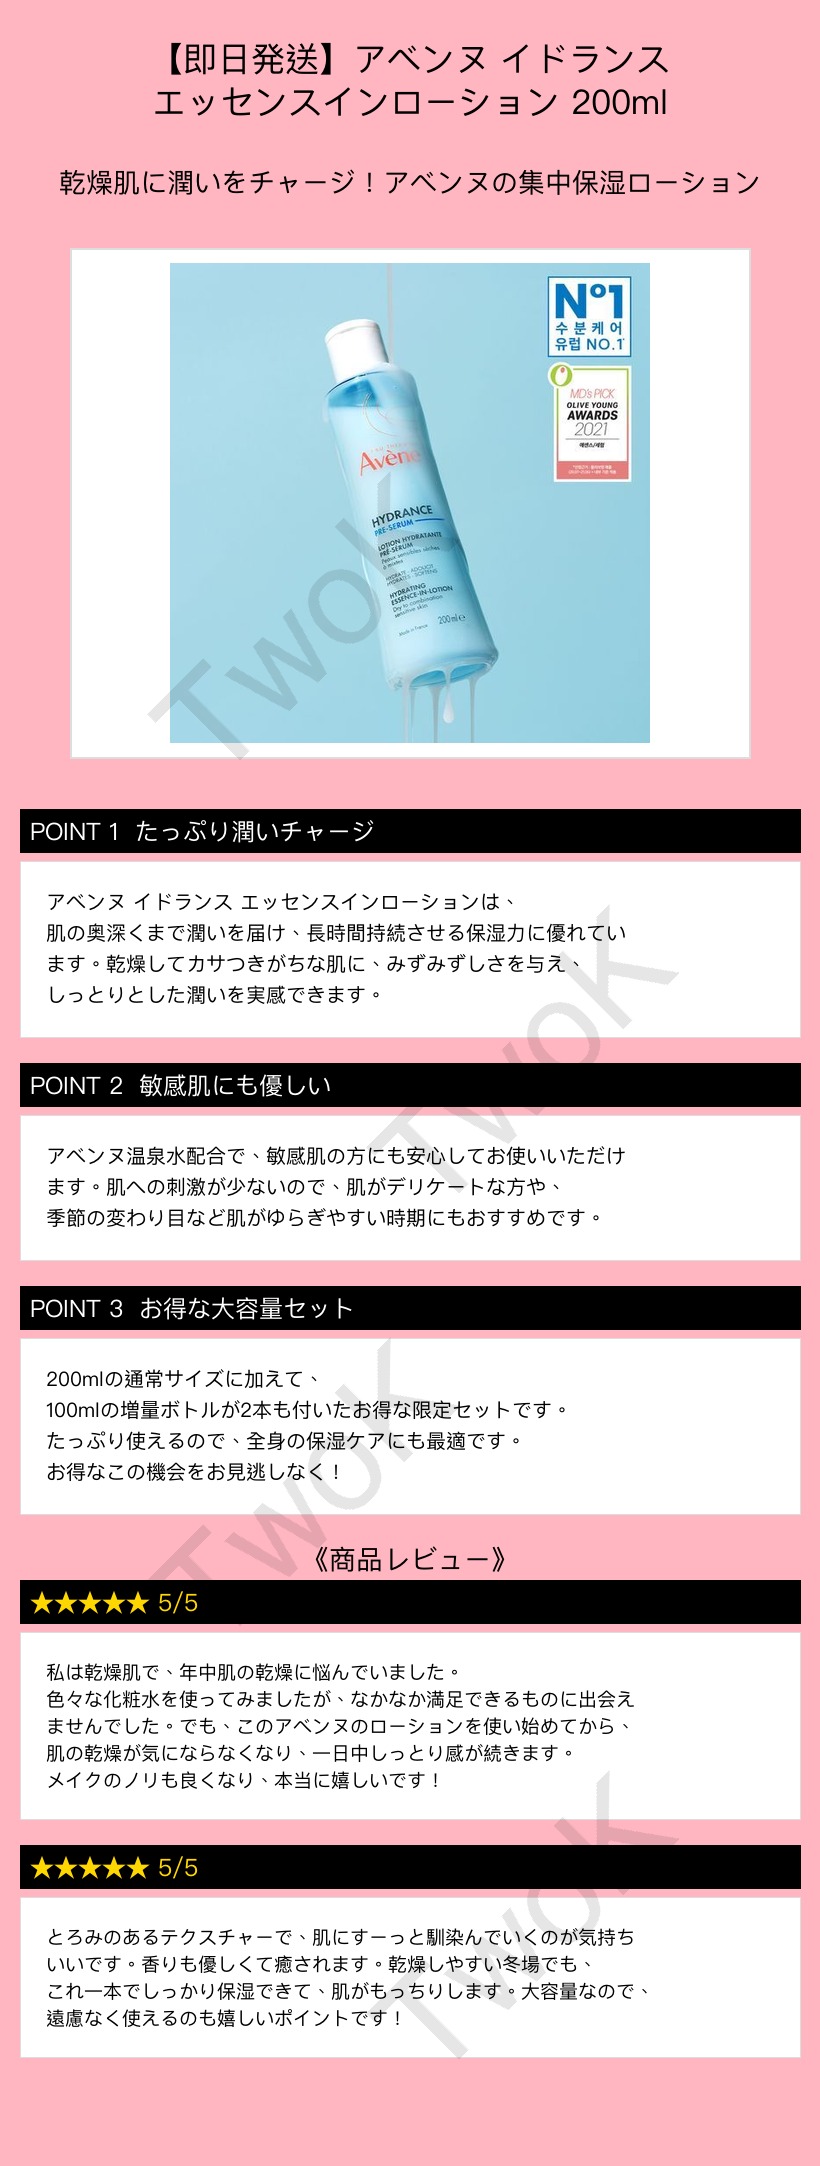 【即日発送】アベンヌ イドランス
エッセンスインローション 200ml
乾燥肌に潤いをチャージ！アベンヌの集中保湿ローション
Nº1
수분케어
유럽 NO.1
MD's PICK
OLIVE YOUNG
AWARDS
2021
에센스/세럼
Avène
HYDRANCE
PRE-SERUM
LOTION HYDRATANTE
PRÉ-SÉRUM
Peaux sensibles sèches
à mixtes
HYDRATE - ADOUCIT
HYDRATES - SOFTENS
HYDRATING
ESSENCE-IN-LOTION
Dry to combination
sensitive skin
200 ml e
Made in France
TwoK
POINT 1 たっぷり潤いチャージ
アベンヌ イドランス エッセンスインローションは、
肌の奥深くまで潤いを届け、長時間持続させる保湿力に優れてい
ます。乾燥してカサつきがちな肌に、みずみずしさを与え、
しっとりとした潤いを実感できます。
TwoK
POINT 2 敏感肌にも優しい
アベンヌ温泉水配合で、敏感肌の方にも安心してお使いいただけ
ます。肌への刺激が少ないので、肌がデリケートな方や、
季節の変わり目など肌がゆらぎやすい時期にもおすすめです。
POINT 3 お得な大容量セット
200mlの通常サイズに加えて、
100mlの増量ボトルが2本も付いたお得な限定セットです。
たっぷり使えるので、全身の保湿ケアにも最適です。
お得なこの機会をお見逃しなく！
TwoK
《商品レビュー》
★★★★★ 5/5
私は乾燥肌で、年中肌の乾燥に悩んでいました。
色々な化粧水を使ってみましたが、なかなか満足できるものに出会え
ませんでした。でも、このアベンヌのローションを使い始めてから、
肌の乾燥が気にならなくなり、一日中しっとり感が続きます。
メイクのノリも良くなり、本当に嬉しいです！
★★★★★ 5/5
とろみのあるテクスチャーで、肌にすーっと馴染んでいくのが気持ち
いいです。香りも優しくて癒されます。乾燥しやすい冬場でも、
これ一本でしっかり保湿できて、肌がもっちりします。大容量なので、
遠慮なく使えるのも嬉しいポイントです！
TwoK